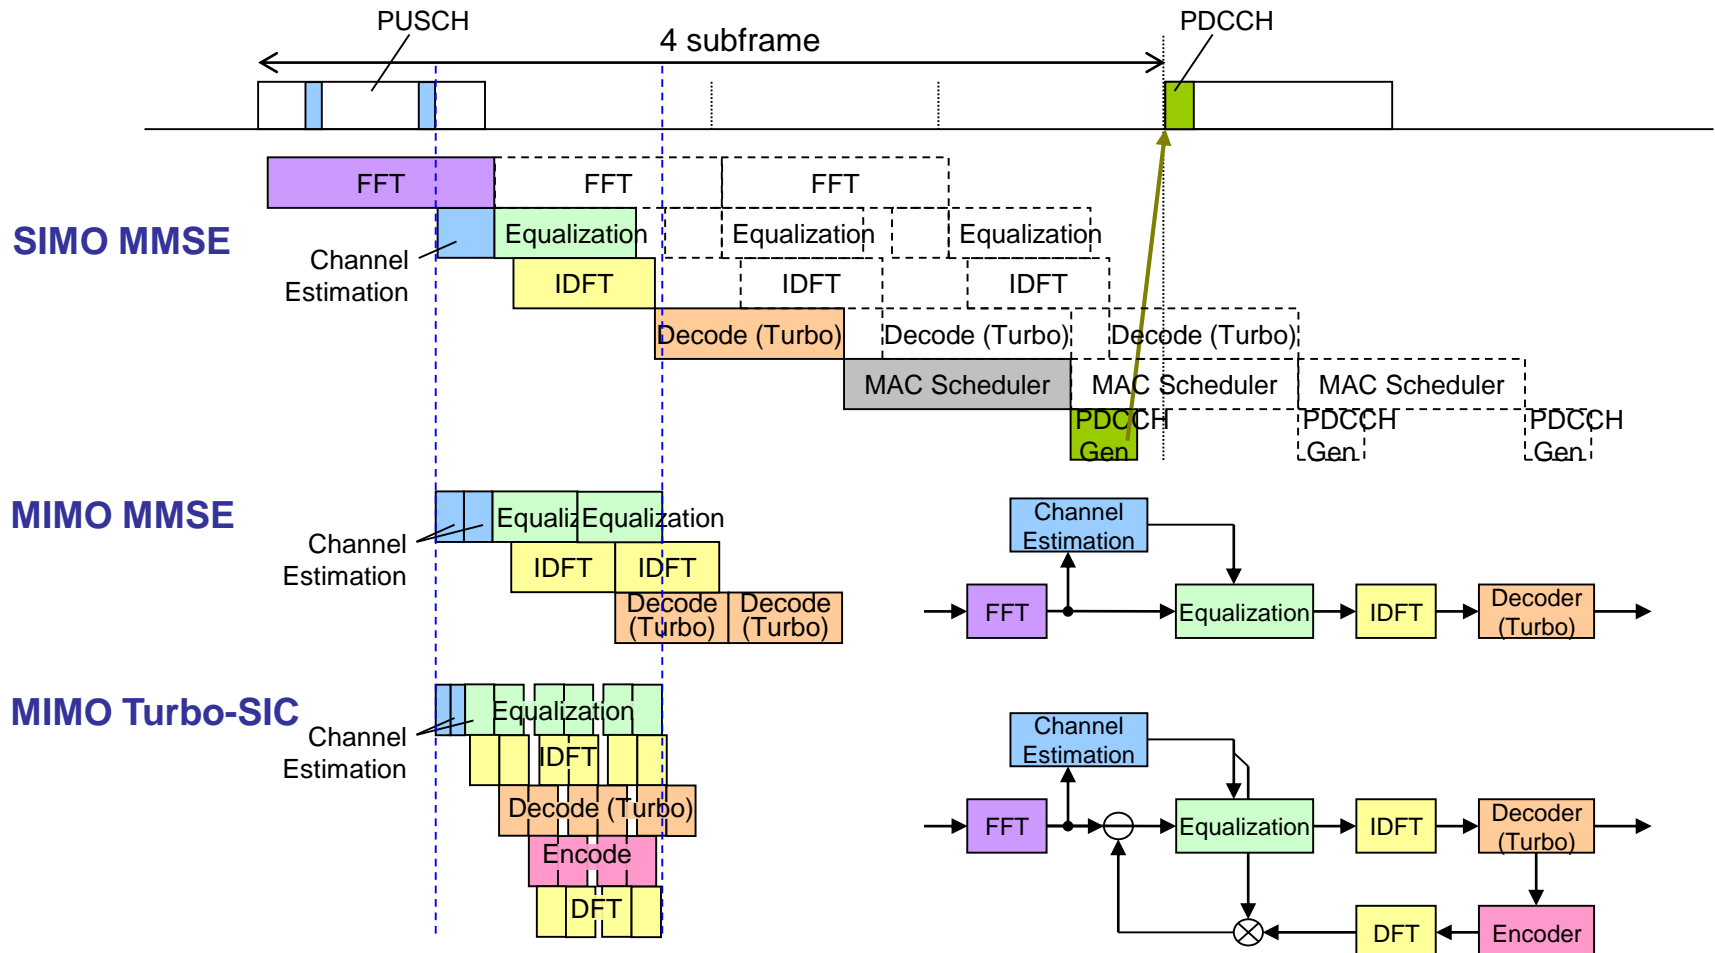 PUSCH
4 subframe
PDCCH
FFT
FFT
FFT
SIMO MMSE
Channel
Estimation
Equalization
Equalization
Equalization
IDFT
IDFT
IDFT
Decode (Turbo)
Decode (Turbo)
Decode (Turbo)
MAC Scheduler
MAC Scheduler
MAC Scheduler
PDCCH
Gen
PDCCH
Gen
PDCCH
Gen
MIMO MMSE
Channel
Estimation
Equaliz
Equalization
IDFT
IDFT
Decode
(Turbo)
Decode
(Turbo)
Channel
Estimation
FFT
Equalization
IDFT
Decoder
(Turbo)
MIMO Turbo-SIC
Channel
Estimation
Equalization
IDFT
Decode (Turbo)
Encode
DFT
Channel
Estimation
FFT
Equalization
IDFT
Decoder
(Turbo)
DFT
Encoder